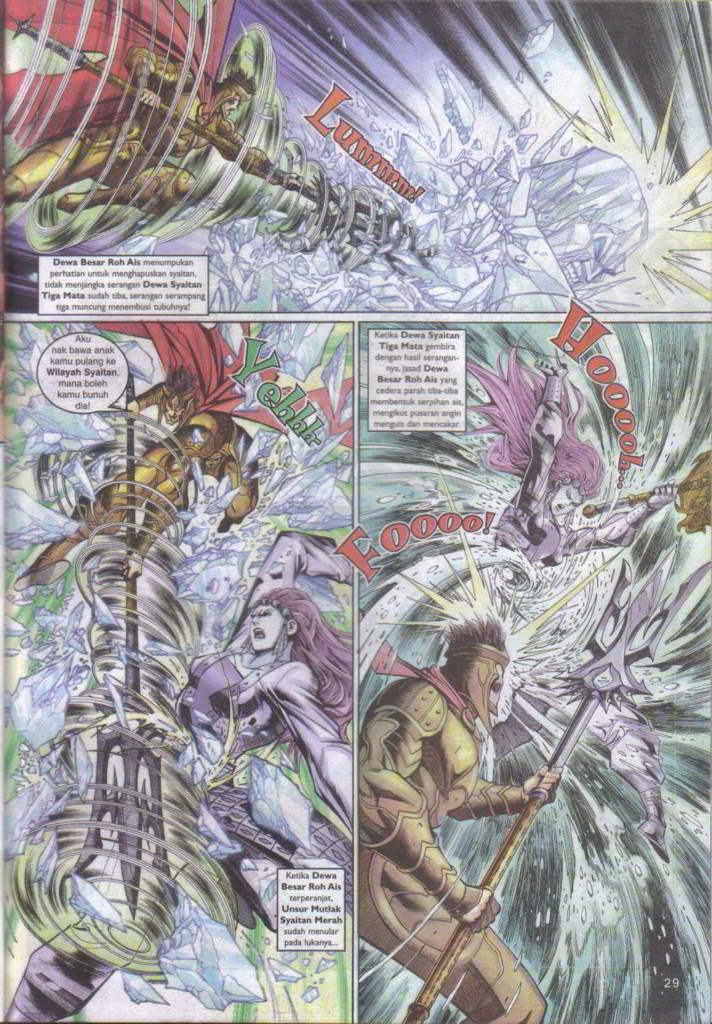 Lummm!
Dewa Besar Roh Ais menumpukan
perhatian untuk menghapuskan syaitan,
tidak menjangka serangan Dewa Syaitan
Tiga Mata sudah tiba, serangan serampang
tiga muncung menembusi tubuhnya!
Aku
nak bawa anak
kamu pulang ke
Wilayah Syaitan,
mana boleh
kamu bunuh
dia!
Yehhh
Ketika Dewa
Besar Roh Ais
terperanjat,
Unsur Mutlak
Syaitan Merah
sudah menular
pada lukanya...
Ketika Dewa Syaitan
Tiga Mata gembira
dengan hasil serangan-
nya, jasad Dewa
Besar Roh Ais yang
cedera parah tiba-tiba
membentuk serpihan ais,
mengikut pusaran angin
menguis dan mencakar.
Hooooh...
Foooo!
29